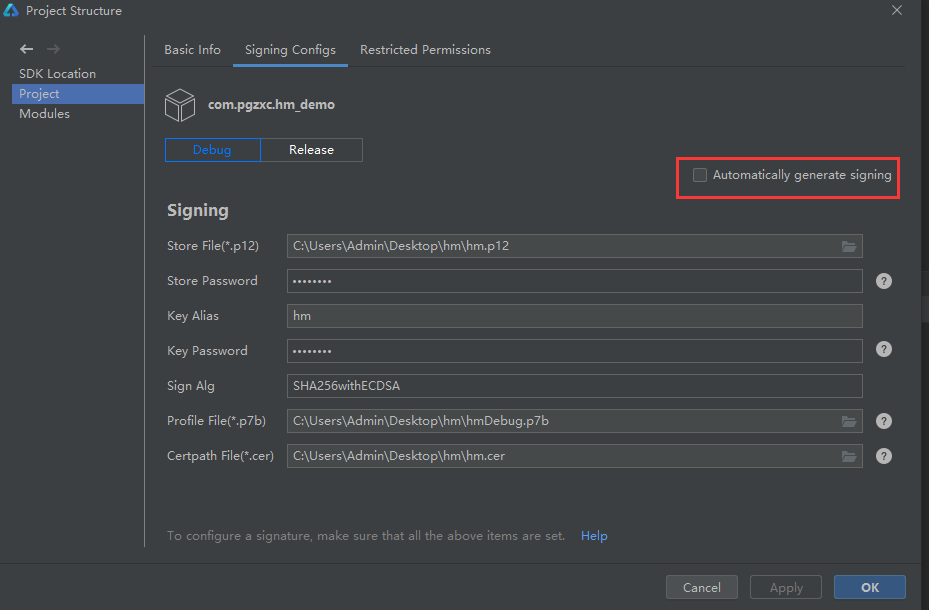 Project Structure
SDK Location
Project
Modules
Basic Info Signing Configs Restricted Permissions
com.pgzxc.hm_demo
Debug Release
Automatically generate signing
Signing
Store File(*.p12) C:\Users\Admin\Desktop\hm\hm.p12
Store Password •••••••• ?
Key Alias hm
Key Password •••••••• ?
Sign Alg SHA256withECDSA
Profile File(*.p7b) C:\Users\Admin\Desktop\hm\hmDebug.p7b ?
Certpath File(*.cer) C:\Users\Admin\Desktop\hm\hm.cer ?
To configure a signature, make sure that all the above items are set. Help
Cancel Apply OK